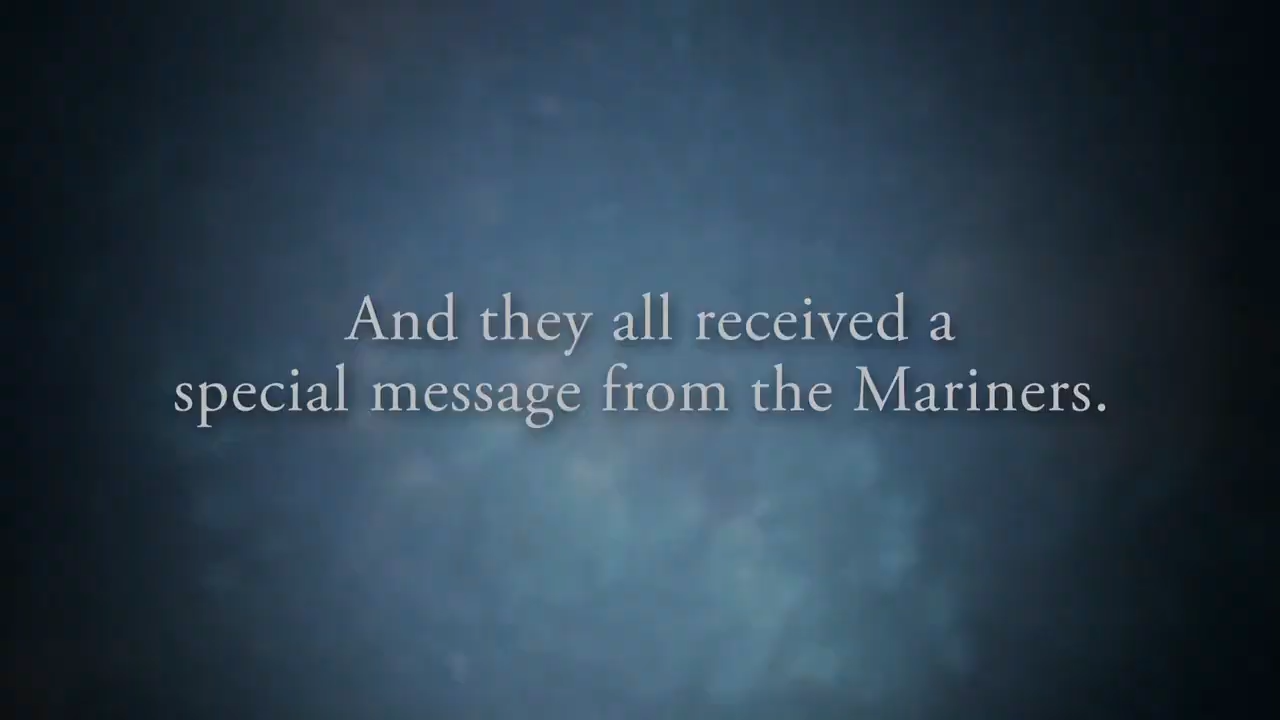 And they all received a
special message from the Mariners.